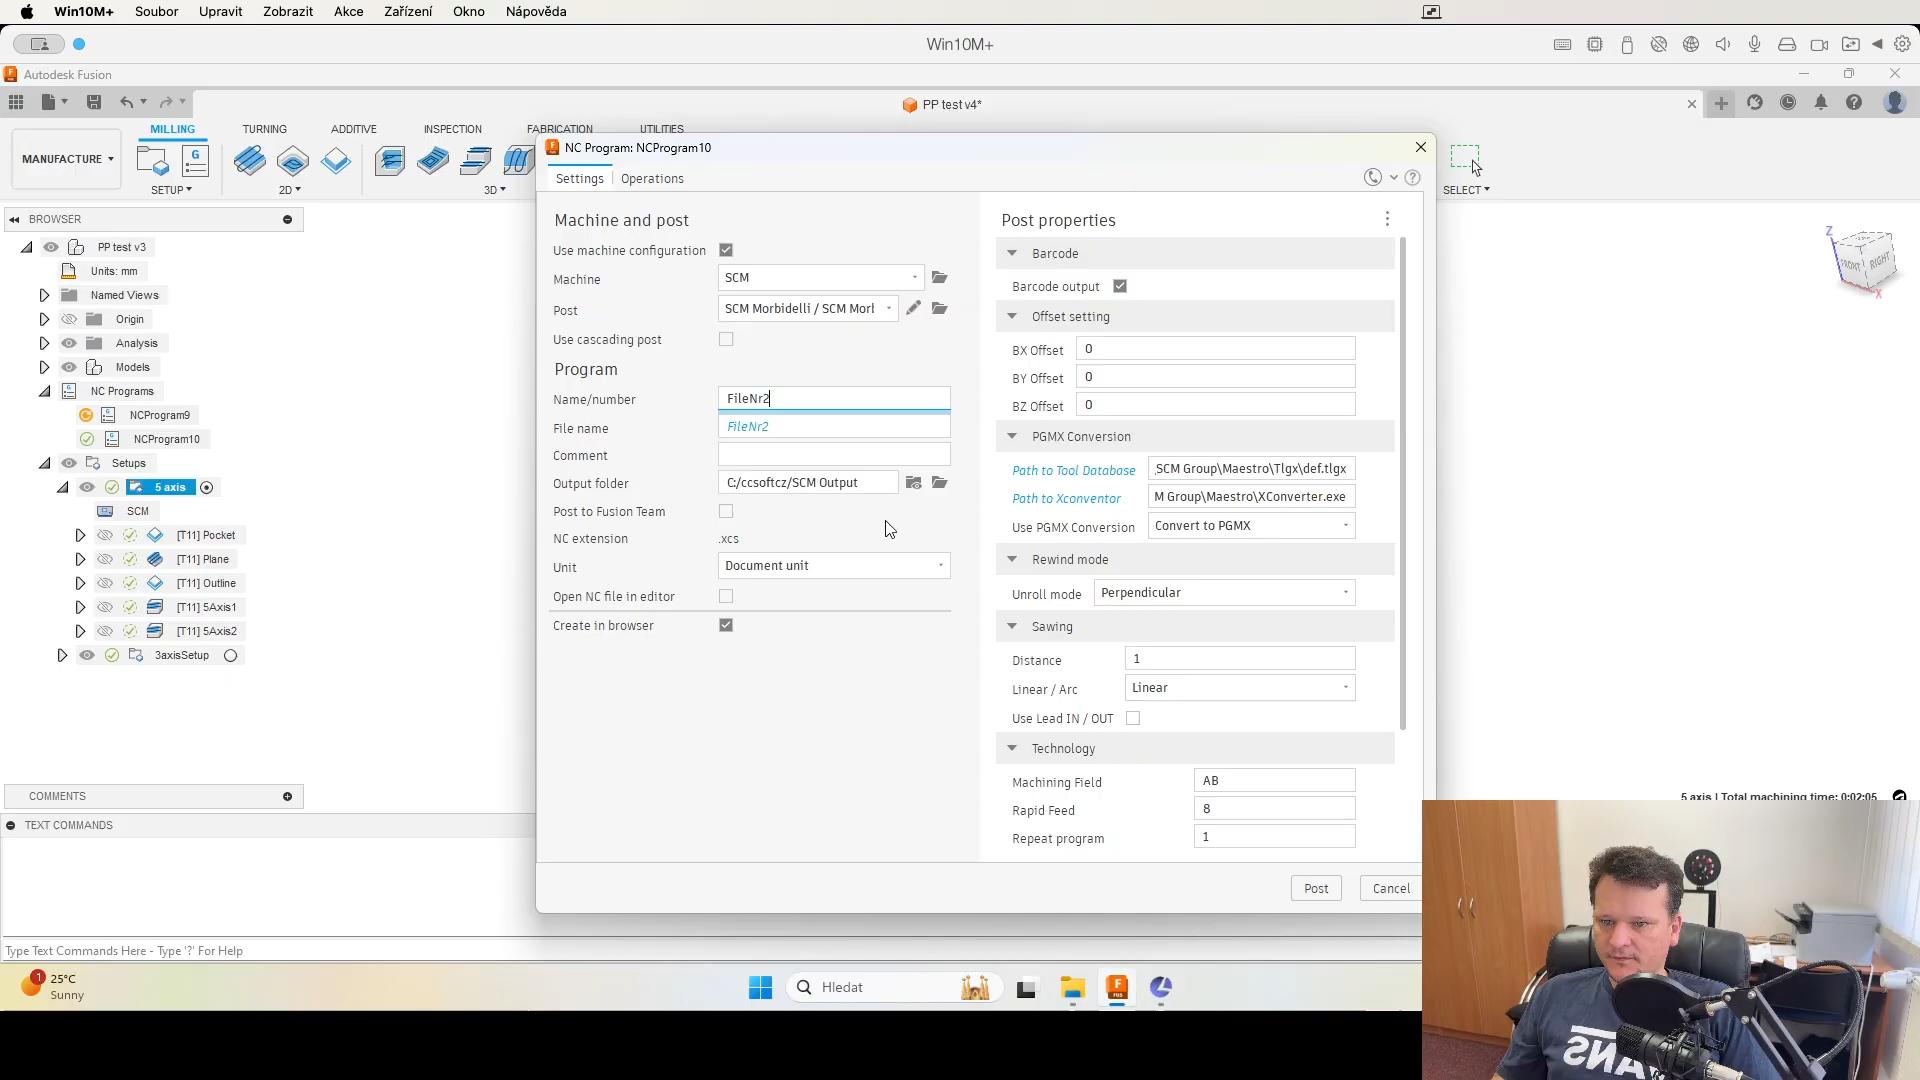 Win10M+ Soubor Upravit Zobrazit Akce Zařízení Okno Nápověda
Win10M+
Autodesk Fusion
PP test v4*
MILLING TURNING ADDITIVE INSPECTION FABRICATION UTILITIES
MANUFACTURE
SETUP 2D 3D
SELECT
BROWSER
PP test v3
Units: mm
Named Views
Origin
Analysis
Models
NC Programs
NCProgram9
NCProgram10
Setups
5 axis
SCM
[T11] Pocket
[T11] Plane
[T11] Outline
[T11] 5Axis1
[T11] 5Axis2
3axisSetup
COMMENTS
TEXT COMMANDS
Type Text Commands Here - Type '?' For Help
NC Program: NCProgram10
Settings Operations
Machine and post
Use machine configuration
Machine SCM
Post SCM Morbidelli / SCM Morl
Use cascading post
Program
Name/number FileNr2
File name FileNr2
Comment
Output folder C:/ccsoftcz/SCM Output
Post to Fusion Team
NC extension .xcs
Unit Document unit
Open NC file in editor
Create in browser
Post properties
Barcode
Barcode output
Offset setting
BX Offset 0
BY Offset 0
BZ Offset 0
PGMX Conversion
Path to Tool Database SCM Group\Maestro\Tlgx\def.tlgx
Path to Xconventor M Group\Maestro\XConverter.exe
Use PGMX Conversion Convert to PGMX
Rewind mode
Unroll mode Perpendicular
Sawing
Distance 1
Linear / Arc Linear
Use Lead IN / OUT
Technology
Machining Field AB
Rapid Feed 8
Repeat program 1
Post Cancel
Z
FRONT RIGHT
X
5 axis | Total machining time: 0:02:05
1
25°C
Sunny
Hledat
F
FUS
VANS